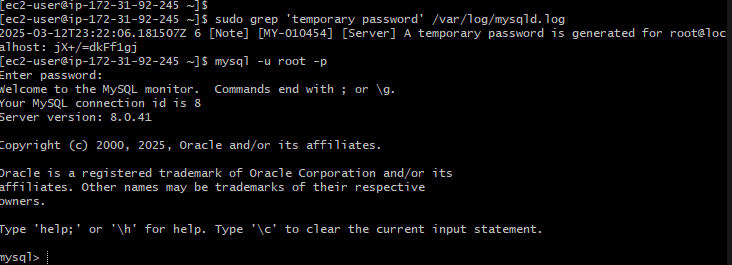 [ec2-user@ip-172-31-92-245 ~]$
[ec2-user@ip-172-31-92-245 ~]$ sudo grep 'temporary password' /var/log/mysqld.log
2025-03-12T23:22:06.181507Z 6 [Note] [MY-010454] [Server] A temporary password is generated for root@loc
alhost: jX+/=dkFf1gj
[ec2-user@ip-172-31-92-245 ~]$ mysql -u root -p
Enter password:
Welcome to the MySQL monitor.  Commands end with ; or \g.
Your MySQL connection id is 8
Server version: 8.0.41

Copyright (c) 2000, 2025, Oracle and/or its affiliates.

Oracle is a registered trademark of Oracle Corporation and/or its
affiliates. Other names may be trademarks of their respective
owners.

Type 'help;' or '\h' for help. Type '\c' to clear the current input statement.

mysql>